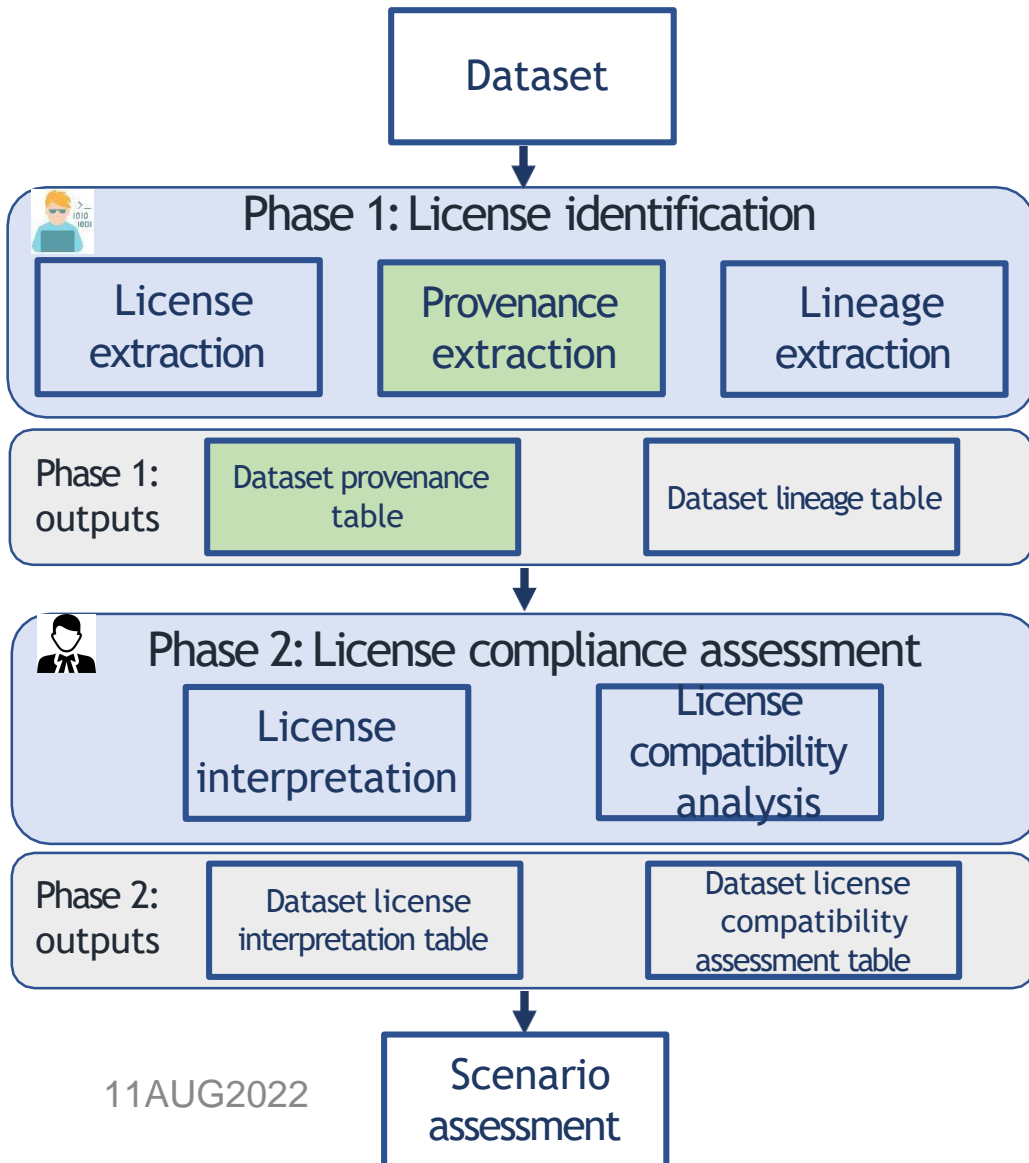 Dataset
Phase 1: License identification
>_
1010
1001
License
extraction
Provenance
extraction
Lineage
extraction
Phase 1:
outputs
Dataset provenance
table
Dataset lineage table
Phase 2: License compliance assessment
License
interpretation
License
compatibility
analysis
Phase 2:
outputs
Dataset license
interpretation table
Dataset license
compatibility
assessment table
11AUG2022
Scenario
assessment